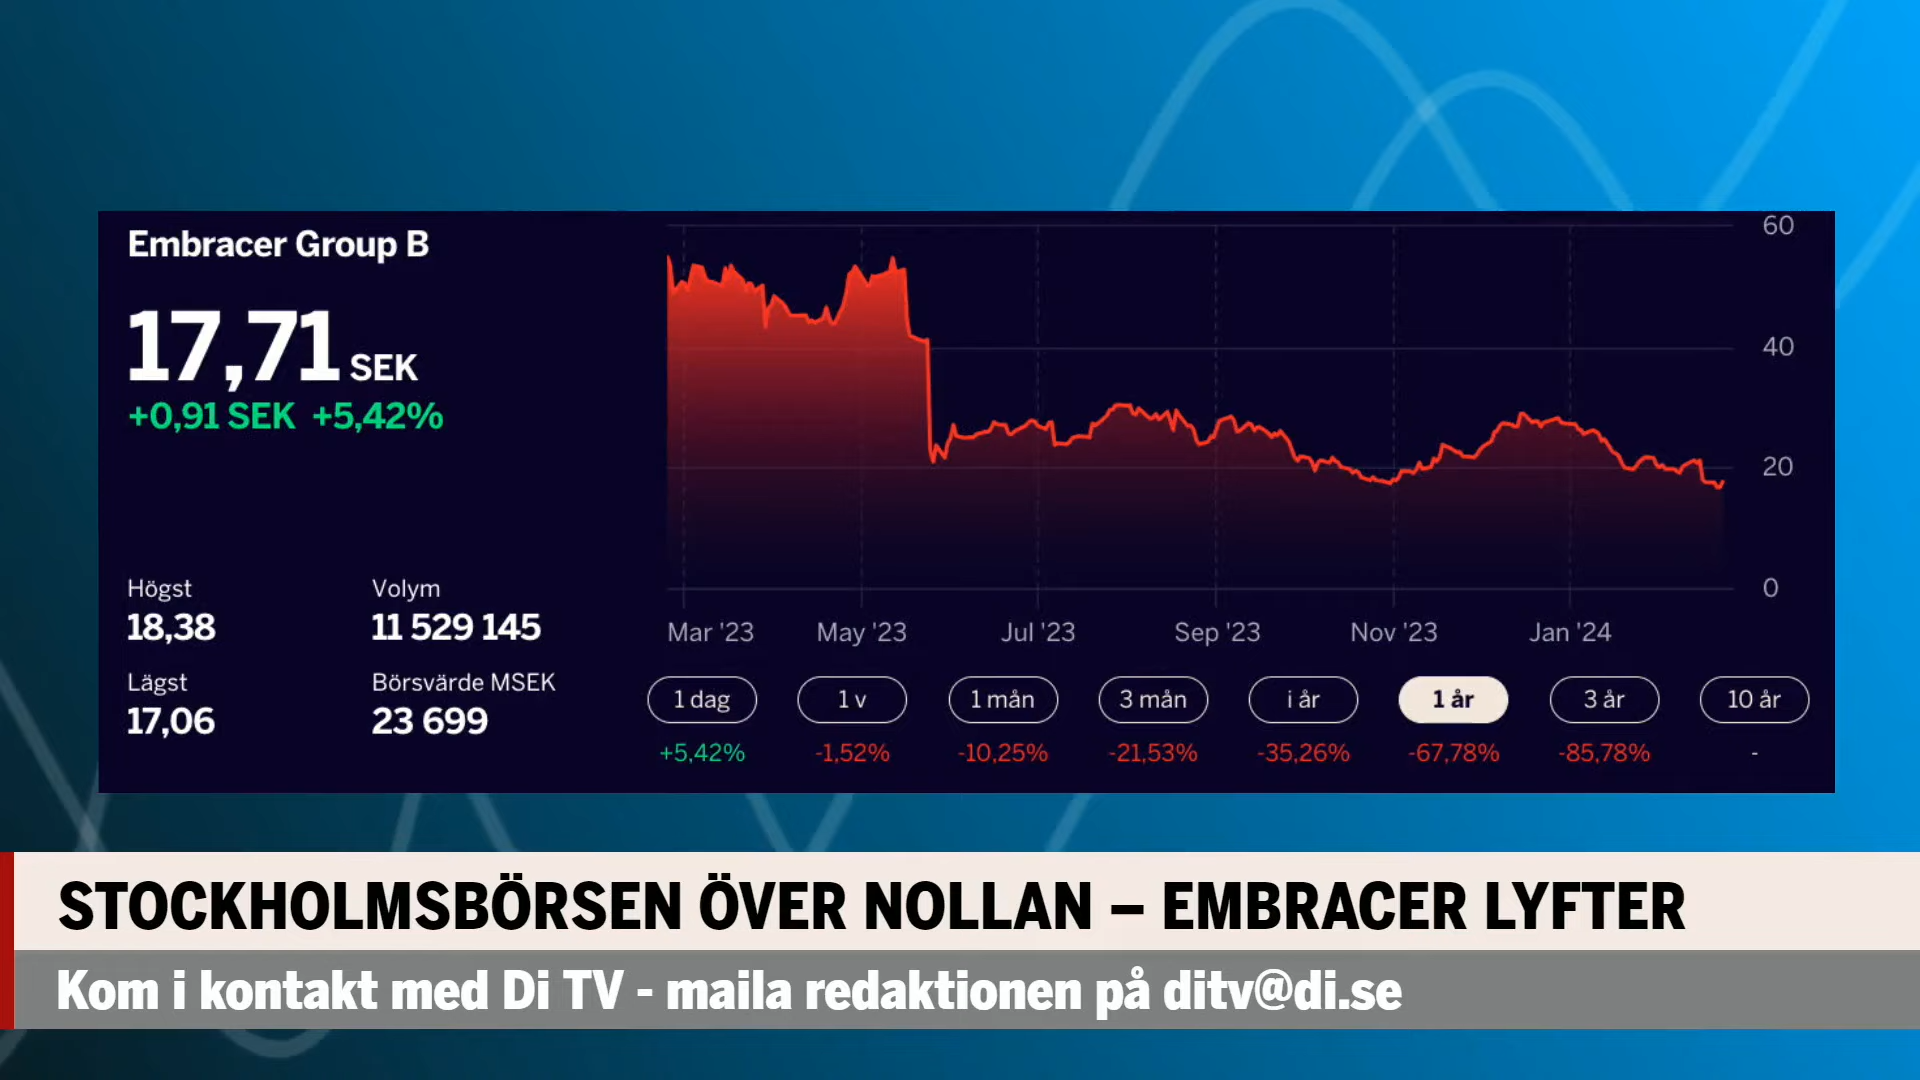 Embracer Group B
17,71 SEK
+0,91 SEK +5,42%
Högst
18,38
Volym
11 529 145
Lägst
17,06
Börsvärde MSEK
23 699
60
40
20
0
Mar '23 May '23 Jul '23 Sep '23 Nov '23 Jan '24
1 dag 1 v 1 mån 3 mån i år 1 år 3 år 10 år
+5,42% -1,52% -10,25% -21,53% -35,26% -67,78% -85,78% -
STOCKHOLMSBÖRSEN ÖVER NOLLAN – EMBRACER LYFTER
Kom i kontakt med Di TV - maila redaktionen på ditv@di.se